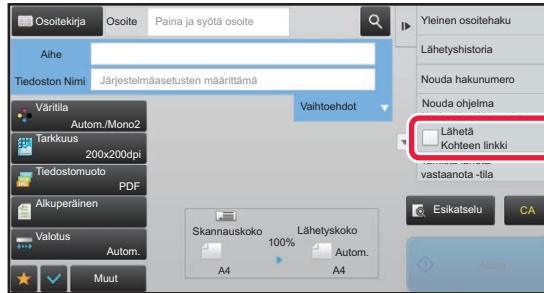 Osoitekirja
Osoite
Paina ja syötä osoite
Aihe
Tiedoston Nimi
Järjestelmäasetusten määrittämä
Vaihtoehdot
Väritila
Autom./Mono2
Tarkkuus
200x200dpi
Tiedostomuoto
PDF
Alkuperäinen
Valotus
Autom.
Muut
Skannauskoko
100%
Lähetyskoko
Autom.
A4
A4
Yleinen osoitehaku
Lähetyshistoria
Nouda hakunumero
Nouda ohjelma
Lähetä
Kohteen linkki
vastaanota -tila
Esikatselu
CA